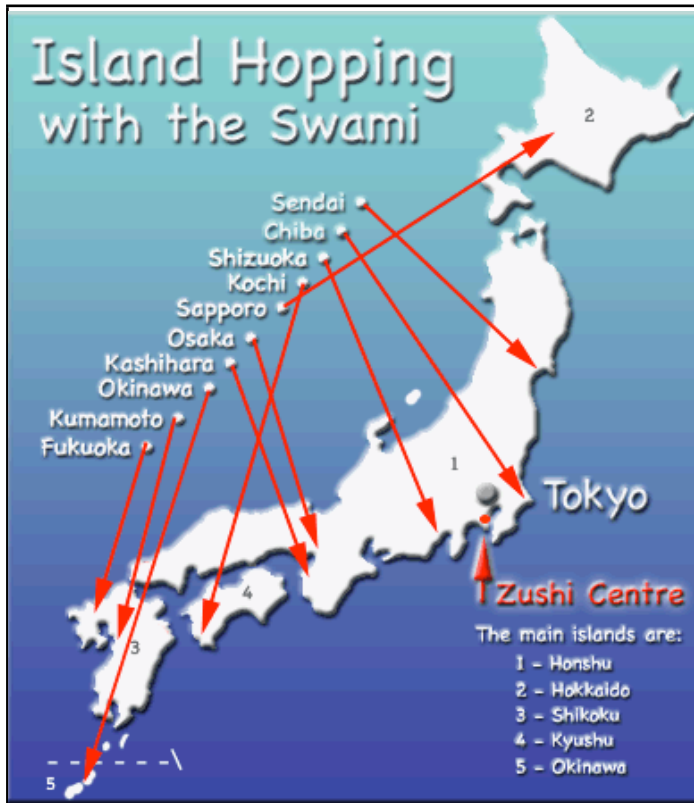 Island Hopping
with the Swami
2
Sendai
Chiba
Shizuoka
Kochi
Sapporo
Osaka
Kashihara
Okinawa
Kumamoto
Fukuoka
1
Tokyo
Zushi Centre
4
3
The main islands are:
1 - Honshu
2 - Hokkaido
3 - Shikoku
4 - Kyushu
5 - Okinawa
5